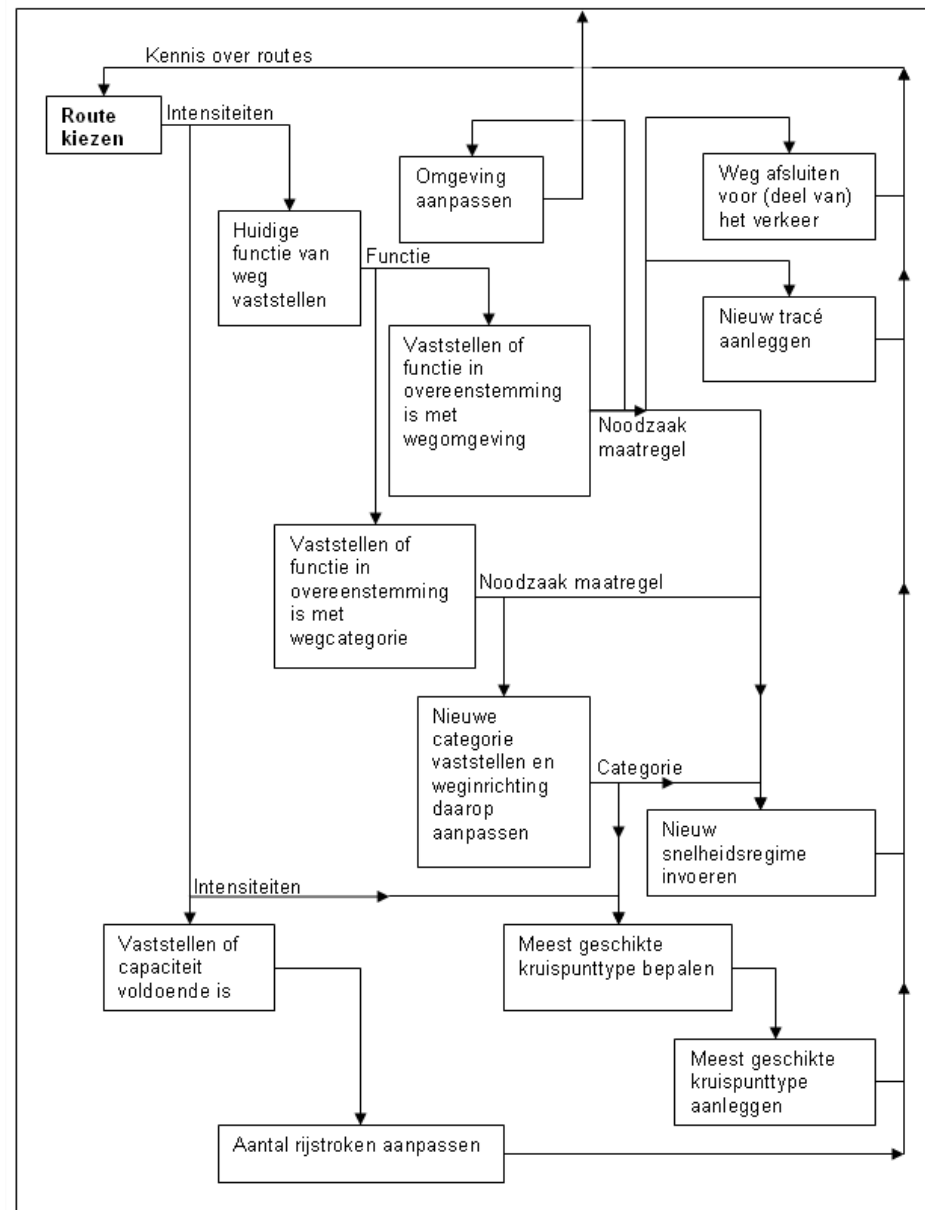 Kennis over routes
Route
kiezen
Intensiteiten
Omgeving
aanpassen
Weg afsluiten
voor (deel van)
het verkeer
Huidige
functie van
weg
vaststellen
Functie
Nieuw tracé
aanleggen
Vaststellen of
functie in
overeenstemming
is met
wegomgeving
Noodzaak
maatregel
Vaststellen of
functie in
overeenstemming
is met
wegcategorie
Noodzaak maatregel
Nieuwe
categorie
vaststellen en
weginrichting
daarop
aanpassen
Categorie
Nieuw
snelheidsregime
invoeren
Intensiteiten
Vaststellen of
capaciteit
voldoende is
Meest geschikte
kruispunttype bepalen
Meest geschikte
kruispunttype
aanleggen
Aantal rijstroken aanpassen